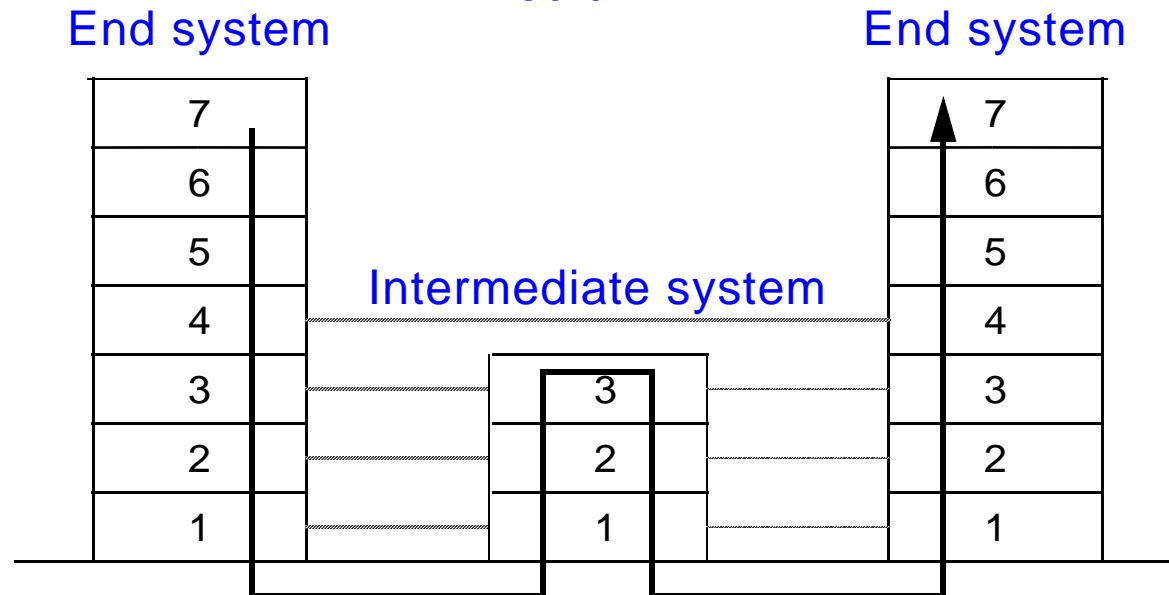 End system End system
7 7
6 6
5 5
Intermediate system
4 4
3 3 3
2 2 2
1 1 1